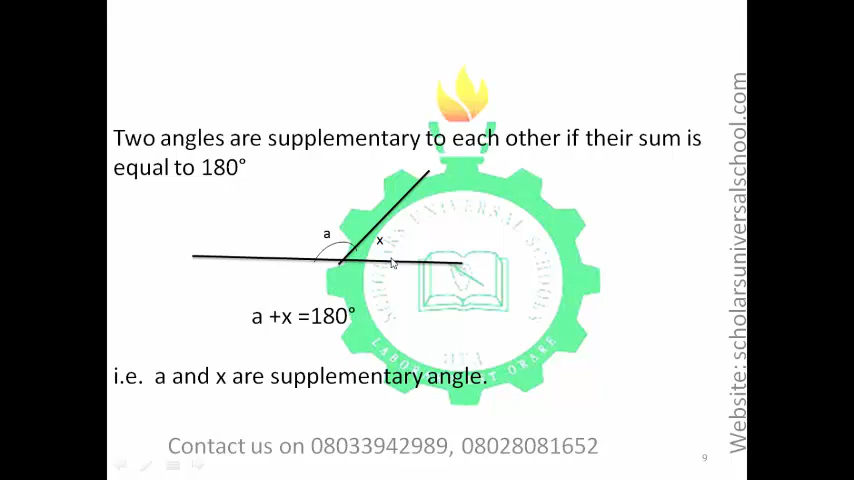 Two angles are supplementary to each other if their sum is
equal to 180°
a
x
a +x =180°
i.e.  a and x are supplementary angle.
Contact us on 08033942989, 08028081652
9
Website: scholarsuniversalschool.com